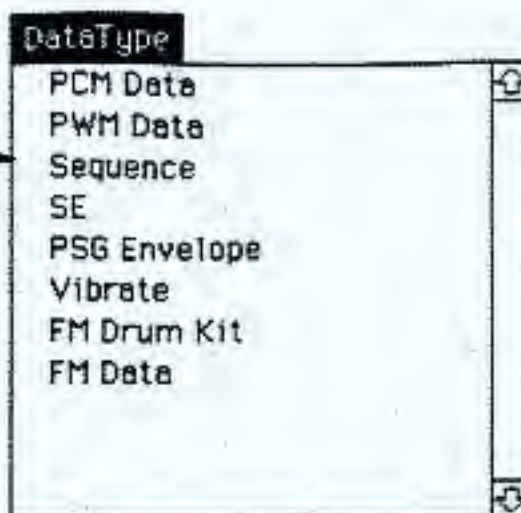 DataType
PCM Data
PWM Data
Sequence
SE
PSG Envelope
Vibrate
FM Drum Kit
FM Data